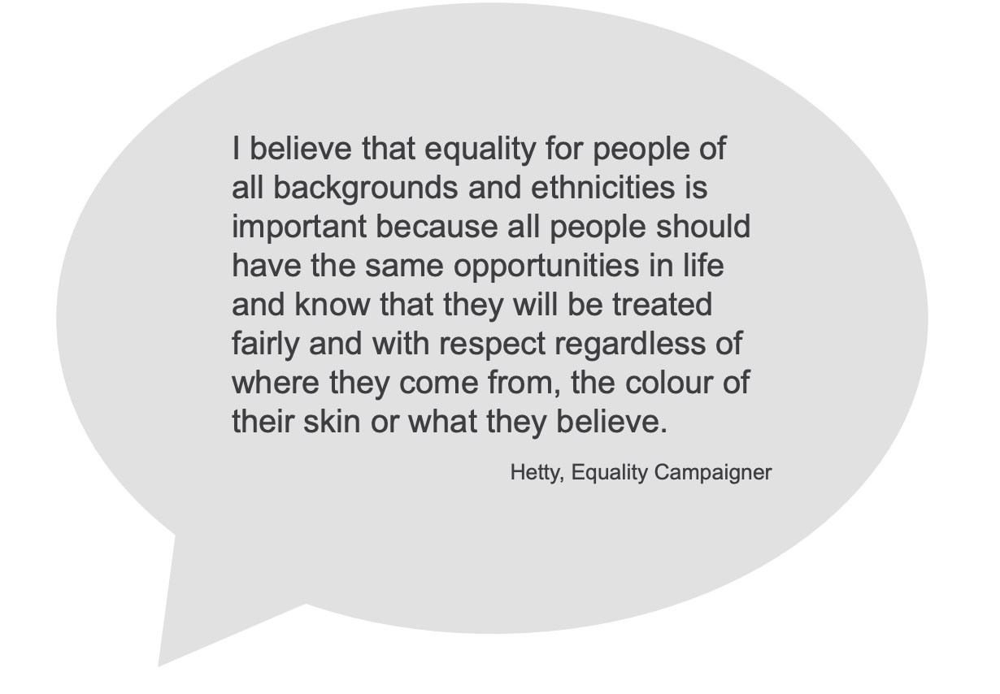 I believe that equality for people of
all backgrounds and ethnicities is
important because all people should
have the same opportunities in life
and know that they will be treated
fairly and with respect regardless of
where they come from, the colour of
their skin or what they believe.
Hetty, Equality Campaigner